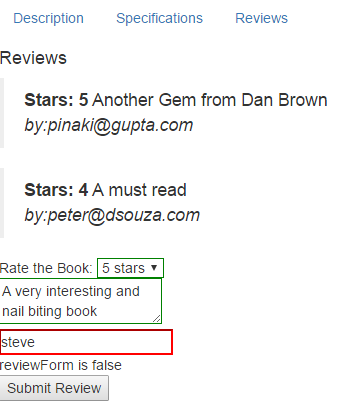 Description Specifications Reviews
Reviews
Stars: 5 Another Gem from Dan Brown
by:pinaki@gupta.com
Stars: 4 A must read
by:peter@dsouza.com
Rate the Book: 5 stars
A very interesting and
nail biting book
steve
reviewForm is false
Submit Review